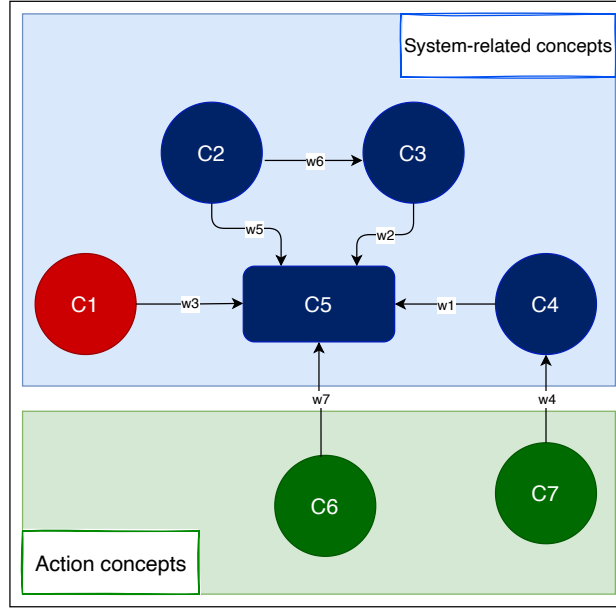 System-related concepts
C2
C3
w6
w5
w2
C1
w3
C5
w1
C4
w7
w4
C6
C7
Action concepts